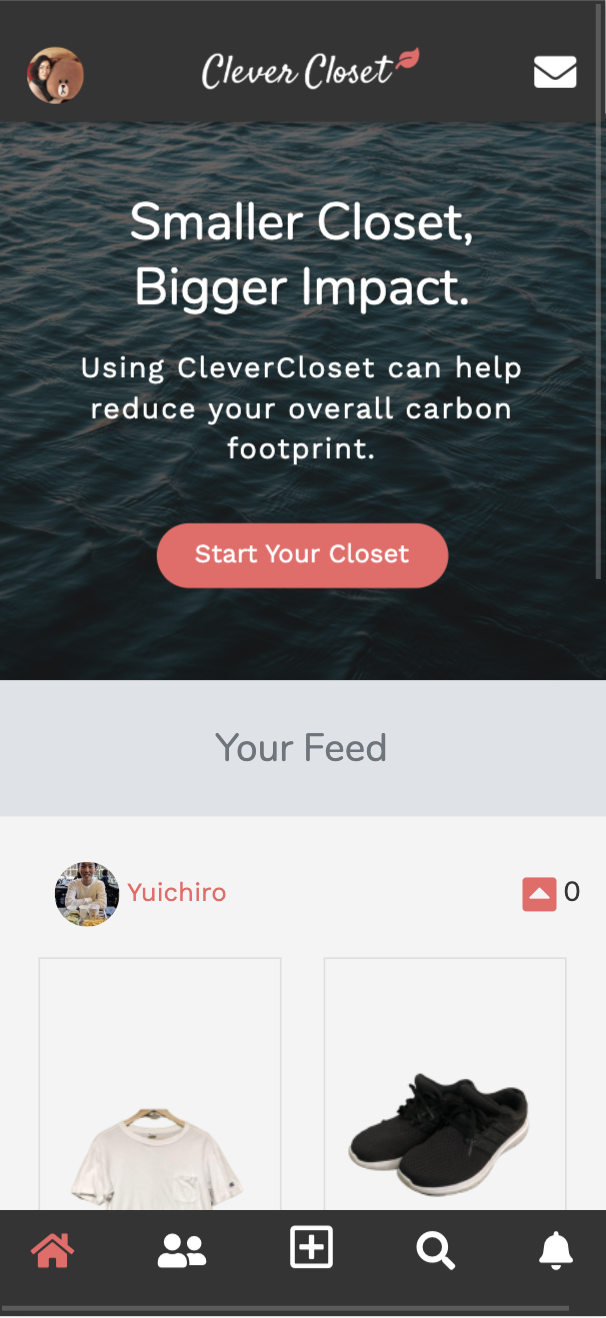 Clever Closet
Smaller Closet,
Bigger Impact.
Using CleverCloset can help
reduce your overall carbon
footprint.
Start Your Closet
Your Feed
Yuichiro
0